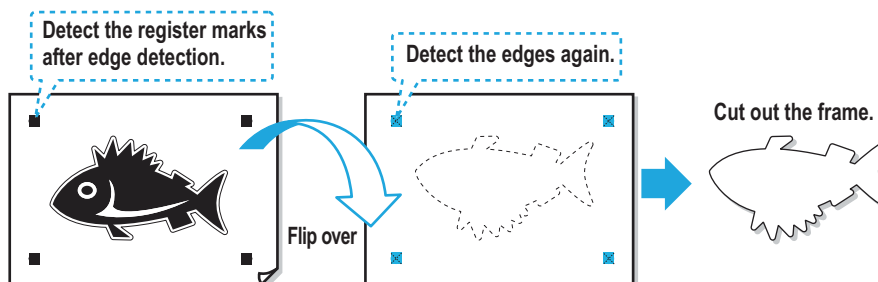 Detect the register marks
after edge detection.
Detect the edges again.
Cut out the frame.
Flip over